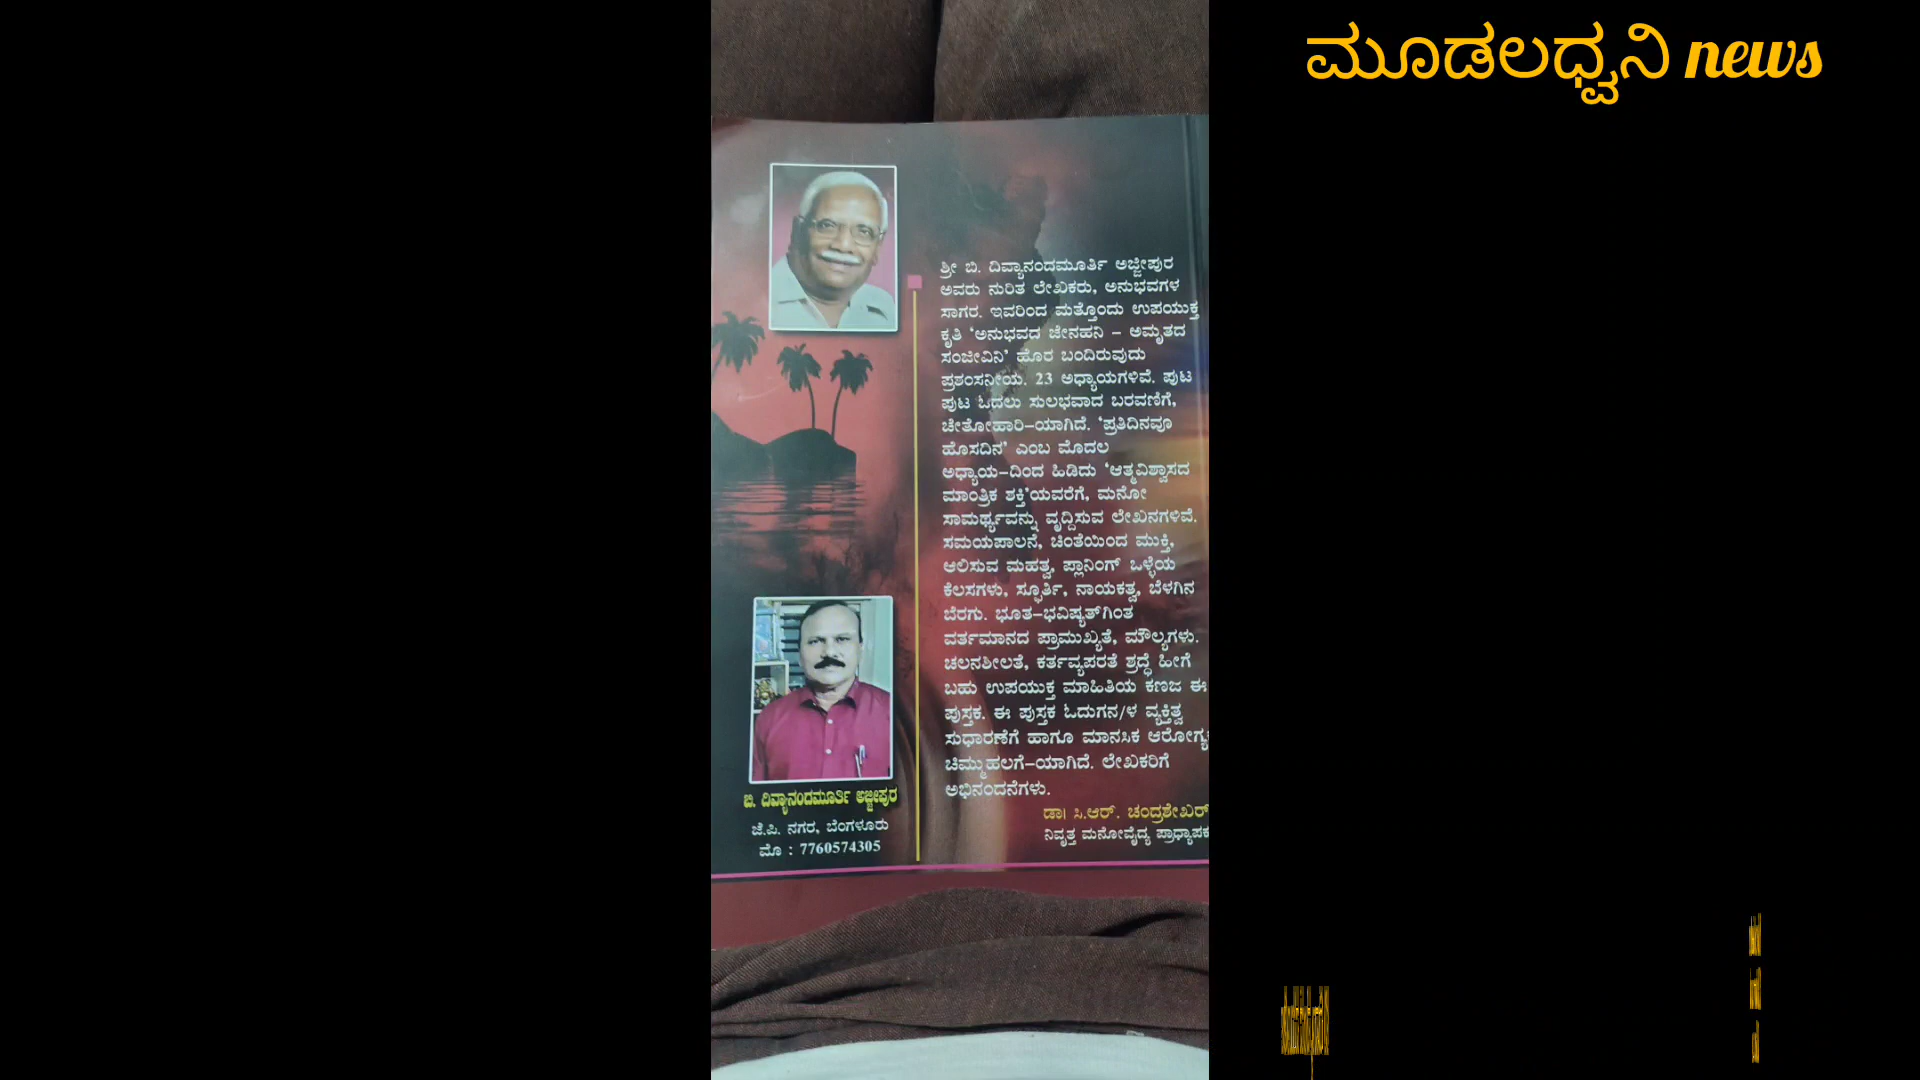 ಮೂಡಲಧ್ವನಿ news
ಶ್ರೀ ಬಿ. ದಿವ್ಯಾನಂದಮೂರ್ತಿ ಅಜ್ಜೀಪುರ
ಅವರು ನುರಿತ ಲೇಖಕರು, ಅನುಭವಗಳ
ಸಾಗರ. ಇವರಿಂದ ಮತ್ತೊಂದು ಉಪಯುಕ್ತ
ಕೃತಿ 'ಅನುಭವದ ಜೇನಹನಿ – ಅಮೃತದ
ಸಂಜೀವಿನಿ' ಹೊರ ಬಂದಿರುವುದು
ಪ್ರಶಂಸನೀಯ. 23 ಅಧ್ಯಾಯಗಳಿವೆ. ಪುಟ
ಪುಟ ಓದಲು ಸುಲಭವಾದ ಬರವಣಿಗೆ,
ಚೇತೋಹಾರಿ–ಯಾಗಿದೆ. 'ಪ್ರತಿದಿನವೂ
ಹೊಸದಿನ' ಎಂಬ ಮೊದಲ
ಅಧ್ಯಾಯ–ದಿಂದ ಹಿಡಿದು 'ಆತ್ಮವಿಶ್ವಾಸದ
ಮಾಂತ್ರಿಕ ಶಕ್ತಿ'ಯವರೆಗೆ, ಮನೋ
ಸಾಮರ್ಥ್ಯವನ್ನು ವೃದ್ದಿಸುವ ಲೇಖನಗಳಿವೆ.
ಸಮಯಪಾಲನೆ, ಚಿಂತೆಯಿಂದ ಮುಕ್ತಿ,
ಆಲಿಸುವ ಮಹತ್ವ, ಪ್ಲಾನಿಂಗ್ ಒಳ್ಳೆಯ
ಕೆಲಸಗಳು, ಸ್ಫೂರ್ತಿ, ನಾಯಕತ್ವ, ಬೆಳಗಿನ
ಬೆರಗು. ಭೂತ–ಭವಿಷ್ಯತ್‌ಗಿಂತ
ವರ್ತಮಾನದ ಪ್ರಾಮುಖ್ಯತೆ, ಮೌಲ್ಯಗಳು.
ಚಲನಶೀಲತೆ, ಕರ್ತವ್ಯಪರತೆ ಶ್ರದ್ಧೆ ಹೀಗೆ
ಬಹು ಉಪಯುಕ್ತ ಮಾಹಿತಿಯ ಕಣಜ ಈ
ಪುಸ್ತಕ. ಈ ಪುಸ್ತಕ ಓದುಗನ/ಳ ವ್ಯಕ್ತಿತ್ವ
ಸುಧಾರಣೆಗೆ ಹಾಗೂ ಮಾನಸಿಕ ಆರೋಗ್ಯ
ಚಿಮ್ಮುಹಲಗೆ–ಯಾಗಿದೆ. ಲೇಖಕರಿಗೆ
ಅಭಿನಂದನೆಗಳು.
ಡಾ। ಸಿ.ಆರ್. ಚಂದ್ರಶೇಖರ್
ನಿವೃತ್ತ ಮನೋವೈದ್ಯ ಪ್ರಾಧ್ಯಾಪಕ
ಬಿ. ದಿವ್ಯಾನಂದಮೂರ್ತಿ ಅಜ್ಜೀಪುರ
ಜೆ.ಪಿ. ನಗರ, ಬೆಂಗಳೂರು
ಮೊ : 7760574305